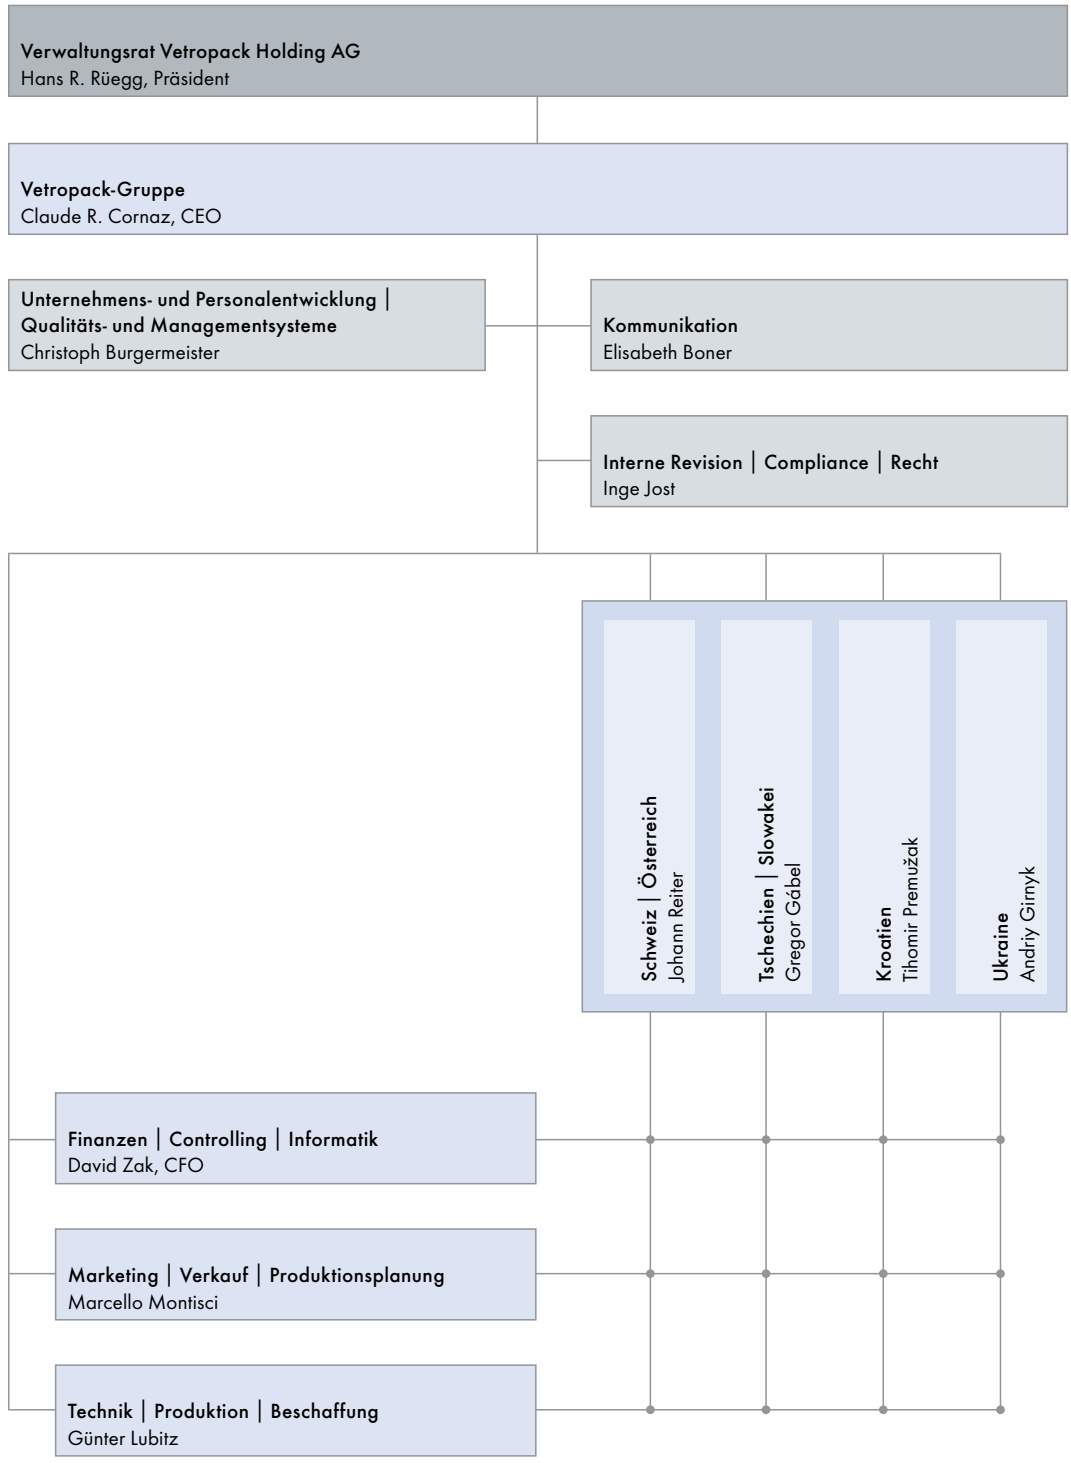 Verwaltungsrat Vetropack Holding AG
Hans R. Rüegg, Präsident
Vetropack-Gruppe
Claude R. Cornaz, CEO
Unternehmens- und Personalentwicklung |
Qualitäts- und Managementsysteme
Christoph Burgermeister
Kommunikation
Elisabeth Boner
Interne Revision | Compliance | Recht
Inge Jost
Schweiz | Österreich
Johann Reiter
Tschechien | Slowakei
Gregor Gábel
Kroatien
Tihomir Premužak
Ukraine
Andriy Girnyk
Finanzen | Controlling | Informatik
David Zak, CFO
Marketing | Verkauf | Produktionsplanung
Marcello Montisci
Technik | Produktion | Beschaffung
Günter Lubitz